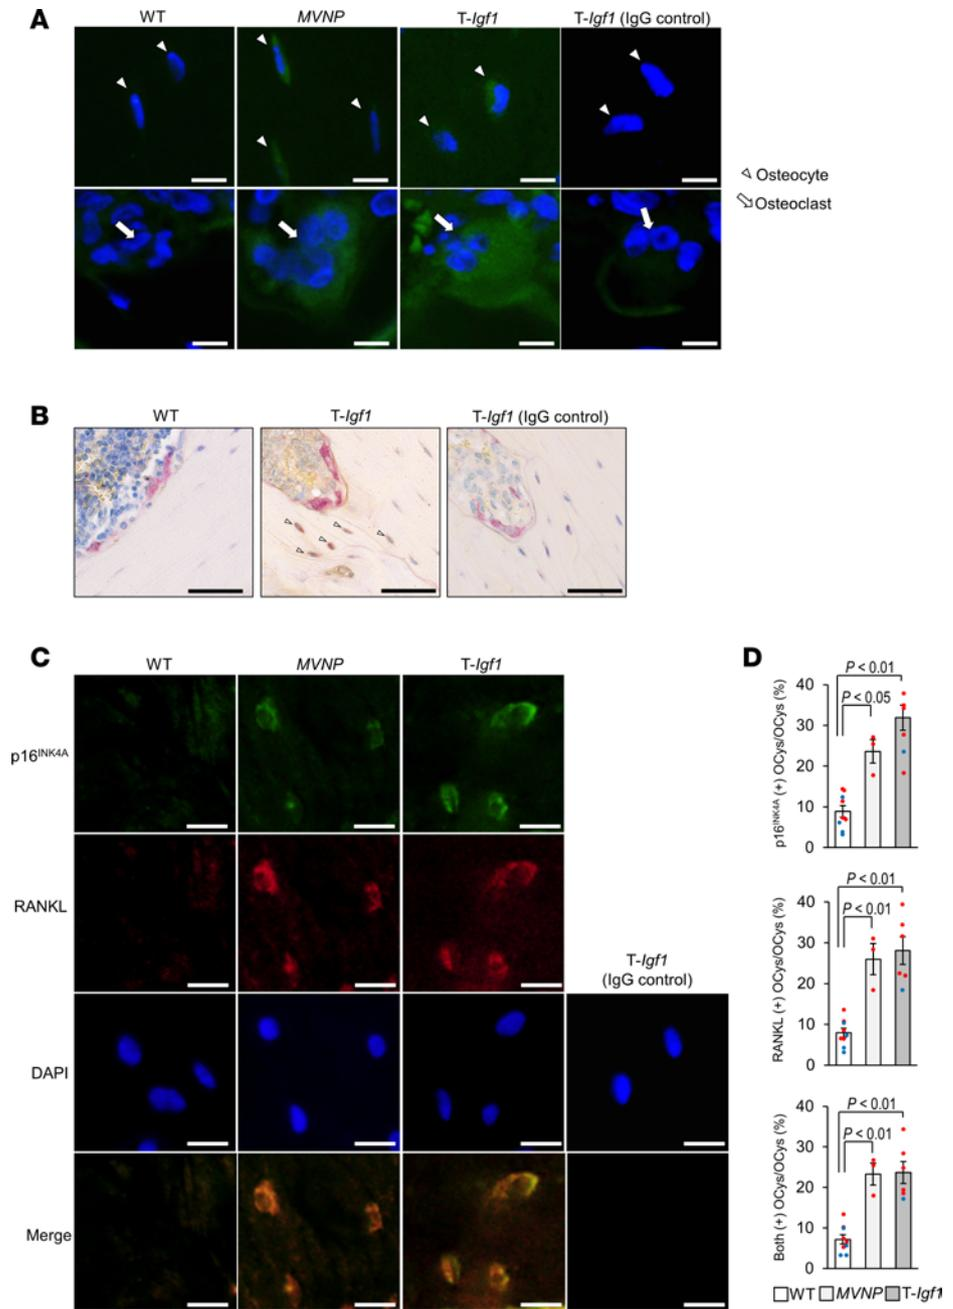 A
WT
MVNP
T-Igf1
T-Igf1 (IgG control)
Osteocyte
Osteoclast
B
WT
T-Igf1
T-Igf1 (IgG control)
C
WT
MVNP
T-Igf1
p16INK4A
RANKL
T-Igf1
(IgG control)
DAPI
Merge
D
P < 0.01
P < 0.05
40
30
20
10
0
p16INK4A (+) OCys/OCys (%)
P < 0.01
P < 0.01
40
30
20
10
0
RANKL (+) OCys/OCys (%)
P < 0.01
P < 0.01
40
30
20
10
0
Both (+) OCys/OCys (%)
WT MVNP T-Igf1